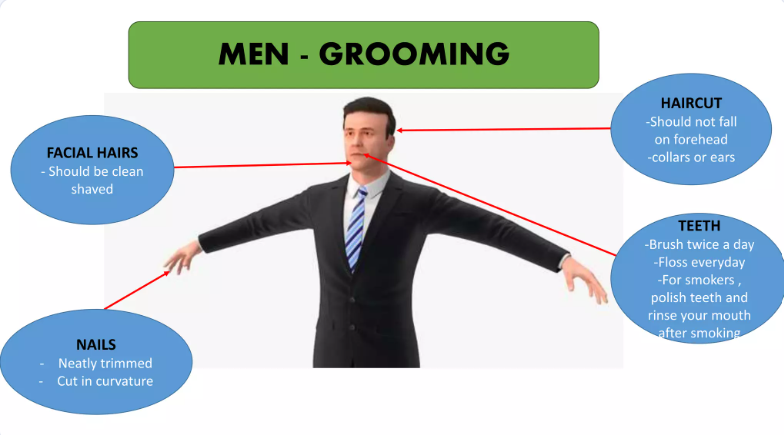 MEN - GROOMING
HAIRCUT
-Should not fall
on forehead
-collars or ears
FACIAL HAIRS
- Should be clean
shaved
TEETH
-Brush twice a day
-Floss everyday
-For smokers ,
polish teeth and
rinse your mouth
after smoking
NAILS
- Neatly trimmed
- Cut in curvature